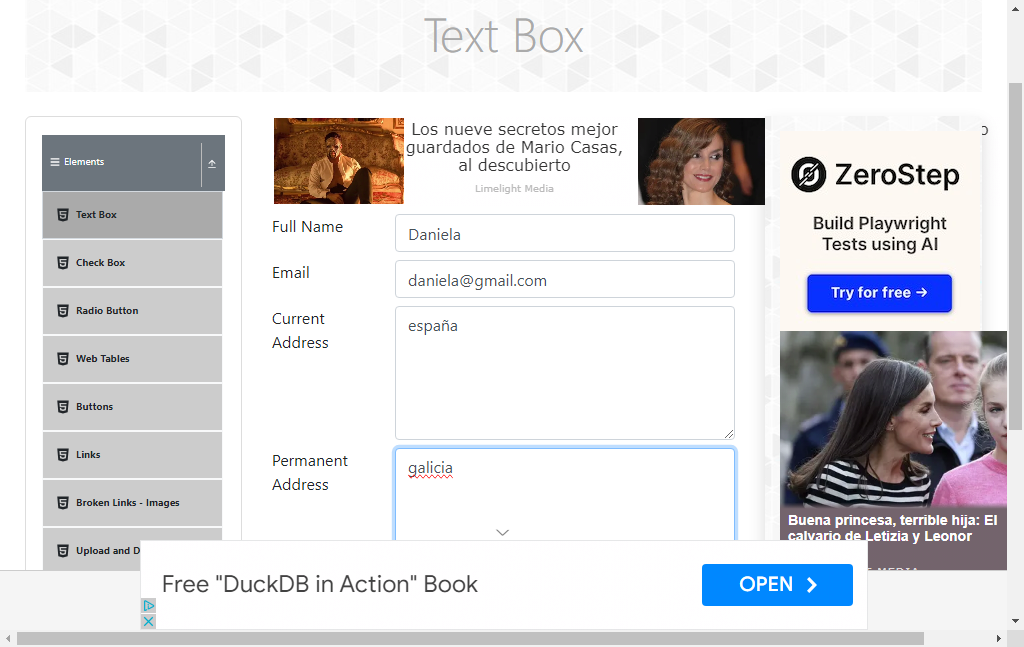 Text Box
Elements
Text Box
Check Box
Radio Button
Web Tables
Buttons
Links
Broken Links - Images
Upload and D
Los nueve secretos mejor
guardados de Mario Casas,
al descubierto
Limelight Media
Full Name
Daniela
Email
daniela@gmail.com
Current
Address
españa
Permanent
Address
galicia
ZeroStep
Build Playwright
Tests using AI
Try for free →
Buena princesa, terrible hija: El
calvario de Letizia y Leonor
Free "DuckDB in Action" Book
OPEN